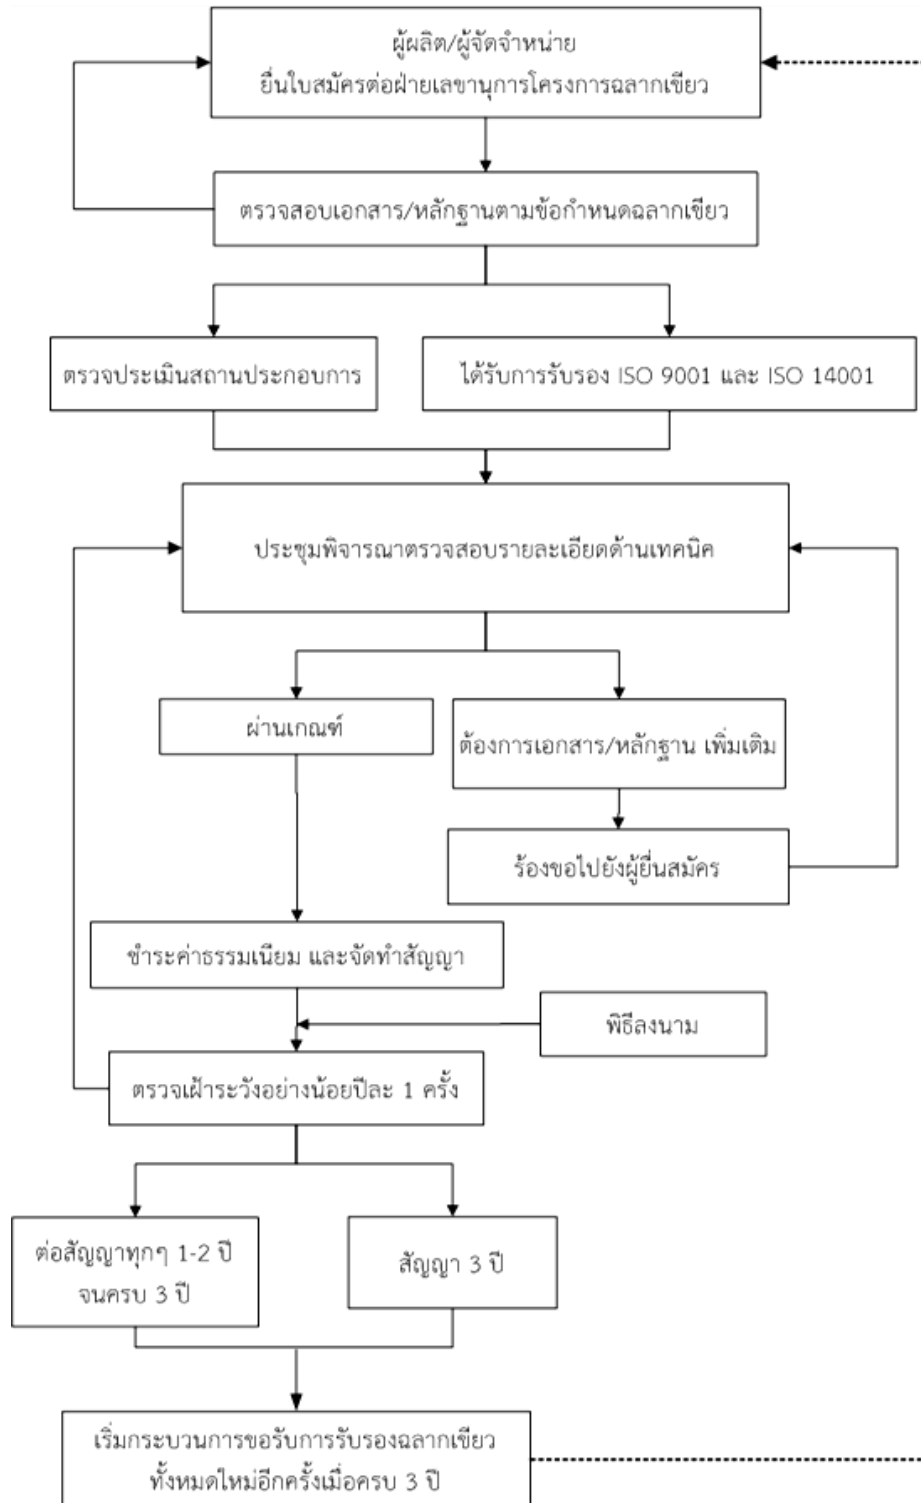 ผู้ผลิต/ผู้จัดจำหน่าย
ยื่นใบสมัครต่อฝ่ายเลขานุการโครงการฉลากเขียว
ตรวจสอบเอกสาร/หลักฐานตามข้อกำหนดฉลากเขียว
ตรวจประเมินสถานประกอบการ
ได้รับการรับรอง ISO 9001 และ ISO 14001
ประชุมพิจารณาตรวจสอบรายละเอียดด้านเทคนิค
ผ่านเกณฑ์
ต้องการเอกสาร/หลักฐาน เพิ่มเติม
ร้องขอไปยังผู้ยื่นสมัคร
ชำระค่าธรรมเนียม และจัดทำสัญญา
พิธีลงนาม
ตรวจเฝ้าระวังอย่างน้อยปีละ 1 ครั้ง
ต่อสัญญาทุกๆ 1-2 ปี
จนครบ 3 ปี
สัญญา 3 ปี
เริ่มกระบวนการขอรับการรับรองฉลากเขียว
ทั้งหมดใหม่อีกครั้งเมื่อครบ 3 ปี